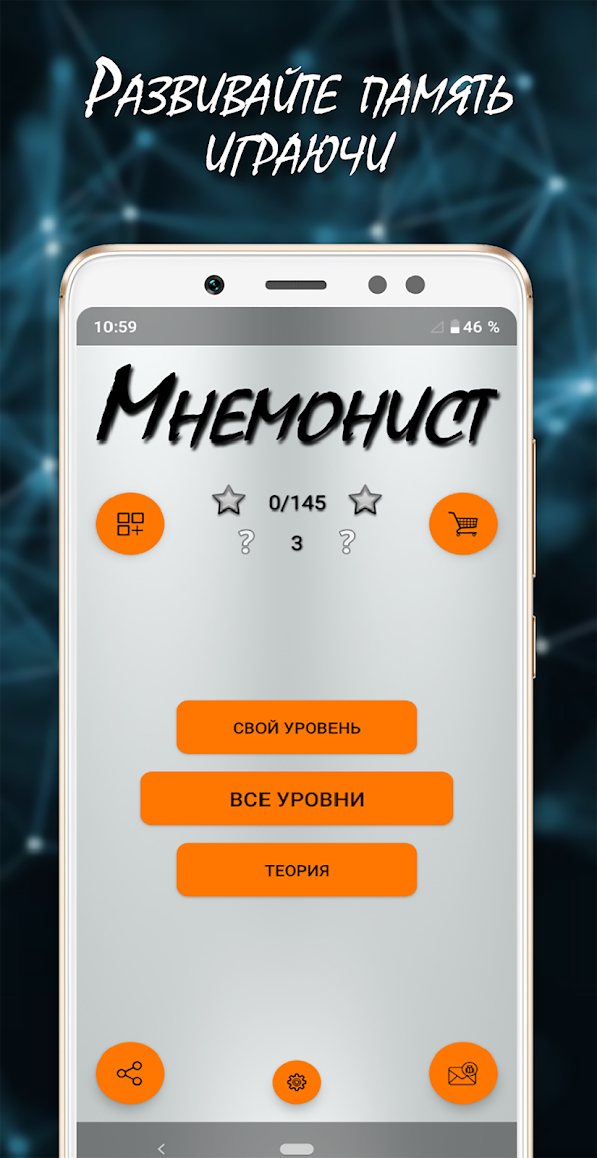 Развивайте память
играючи
10:59
46 %
Мнемонист
0/145
? 3 ?
СВОЙ УРОВЕНЬ
ВСЕ УРОВНИ
ТЕОРИЯ